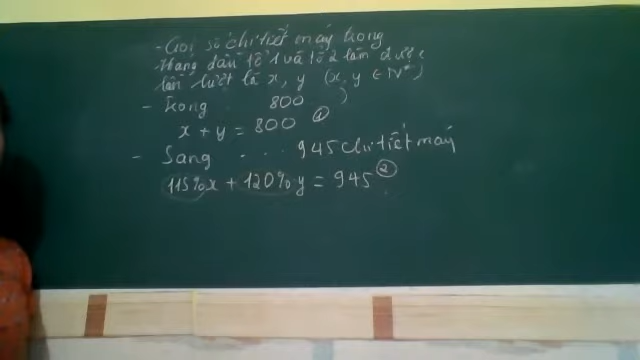 - Gọi số chi tiết máy trong
tháng đầu tổ 1 và tổ 2 làm được
lần lượt là x, y (x, y ∈ N*)
- Trong 800
x + y = 800 ①
- Sang ... 945 chi tiết máy
115%x + 120%y = 945 ②